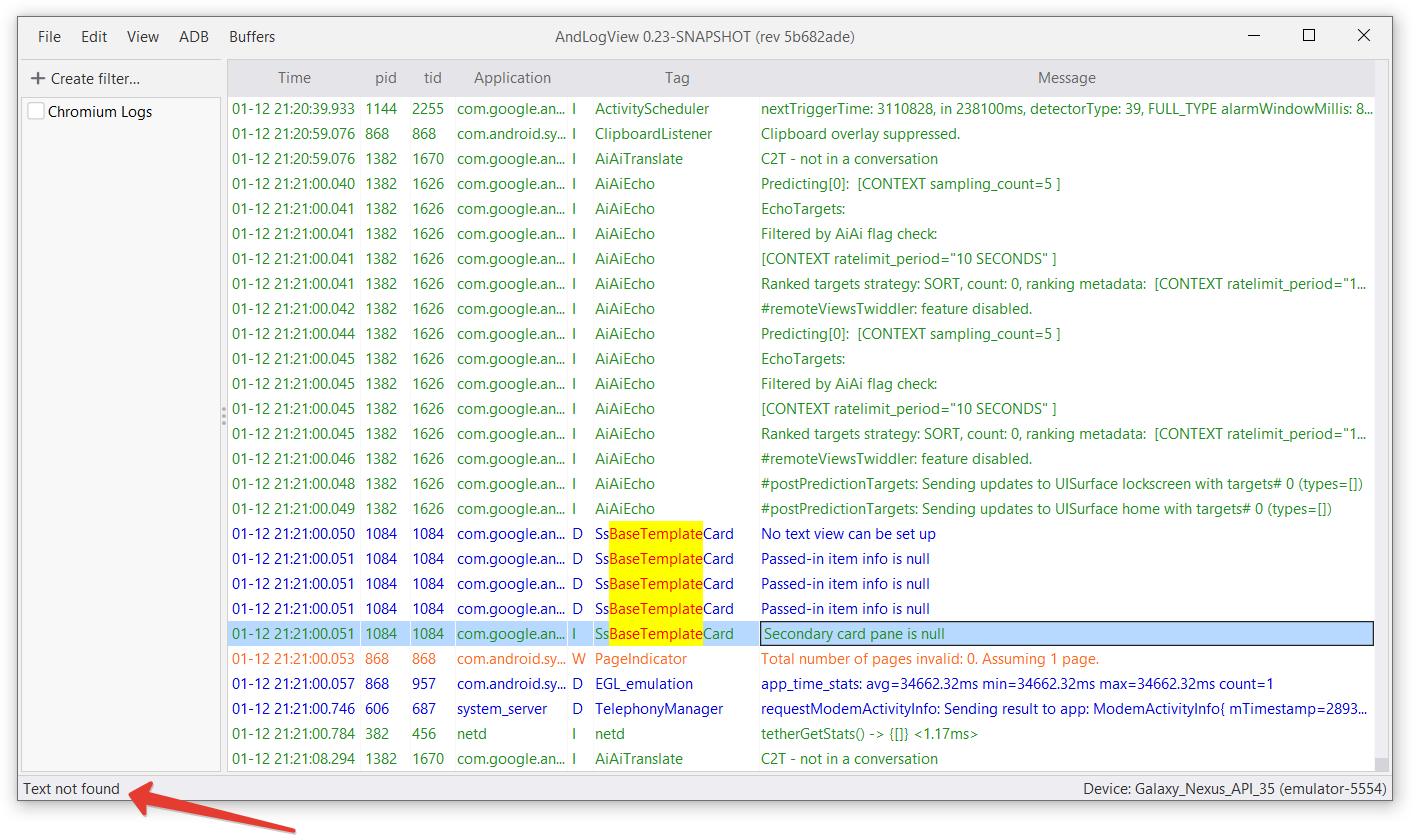 File Edit View ADB Buffers AndLogView 0.23-SNAPSHOT (rev 5b682ade)
Create filter...
Chromium Logs
Time pid tid Application Tag Message
01-12 21:20:39.933 1144 2255 com.google.an... I ActivityScheduler nextTriggerTime: 3110828, in 238100ms, detectorType: 39, FULL_TYPE alarmWindowMillis: 8...
01-12 21:20:59.076 868 868 com.android.sy... I ClipboardListener Clipboard overlay suppressed.
01-12 21:20:59.076 1382 1670 com.google.an... I AiAiTranslate C2T - not in a conversation
01-12 21:21:00.040 1382 1626 com.google.an... I AiAiEcho Predicting[0]:  [CONTEXT sampling_count=5 ]
01-12 21:21:00.041 1382 1626 com.google.an... I AiAiEcho EchoTargets:
01-12 21:21:00.041 1382 1626 com.google.an... I AiAiEcho Filtered by AiAi flag check:
01-12 21:21:00.041 1382 1626 com.google.an... I AiAiEcho [CONTEXT ratelimit_period="10 SECONDS" ]
01-12 21:21:00.041 1382 1626 com.google.an... I AiAiEcho Ranked targets strategy: SORT, count: 0, ranking metadata:  [CONTEXT ratelimit_period="1...
01-12 21:21:00.042 1382 1626 com.google.an... I AiAiEcho #remoteViewsTwiddler: feature disabled.
01-12 21:21:00.044 1382 1626 com.google.an... I AiAiEcho Predicting[0]:  [CONTEXT sampling_count=5 ]
01-12 21:21:00.045 1382 1626 com.google.an... I AiAiEcho EchoTargets:
01-12 21:21:00.045 1382 1626 com.google.an... I AiAiEcho Filtered by AiAi flag check:
01-12 21:21:00.045 1382 1626 com.google.an... I AiAiEcho [CONTEXT ratelimit_period="10 SECONDS" ]
01-12 21:21:00.045 1382 1626 com.google.an... I AiAiEcho Ranked targets strategy: SORT, count: 0, ranking metadata:  [CONTEXT ratelimit_period="1...
01-12 21:21:00.046 1382 1626 com.google.an... I AiAiEcho #remoteViewsTwiddler: feature disabled.
01-12 21:21:00.048 1382 1626 com.google.an... I AiAiEcho #postPredictionTargets: Sending updates to UISurface lockscreen with targets# 0 (types=[])
01-12 21:21:00.049 1382 1626 com.google.an... I AiAiEcho #postPredictionTargets: Sending updates to UISurface home with targets# 0 (types=[])
01-12 21:21:00.050 1084 1084 com.google.an... D SsBaseTemplateCard No text view can be set up
01-12 21:21:00.051 1084 1084 com.google.an... D SsBaseTemplateCard Passed-in item info is null
01-12 21:21:00.051 1084 1084 com.google.an... D SsBaseTemplateCard Passed-in item info is null
01-12 21:21:00.051 1084 1084 com.google.an... D SsBaseTemplateCard Passed-in item info is null
01-12 21:21:00.051 1084 1084 com.google.an... I SsBaseTemplateCard Secondary card pane is null
01-12 21:21:00.053 868 868 com.android.sy... W PageIndicator Total number of pages invalid: 0. Assuming 1 page.
01-12 21:21:00.057 868 957 com.android.sy... D EGL_emulation app_time_stats: avg=34662.32ms min=34662.32ms max=34662.32ms count=1
01-12 21:21:00.746 606 687 system_server D TelephonyManager requestModemActivityInfo: Sending result to app: ModemActivityInfo{ mTimestamp=2893...
01-12 21:21:00.784 382 456 netd I netd tetherGetStats() -> {[]} <1.17ms>
01-12 21:21:08.294 1382 1670 com.google.an... I AiAiTranslate C2T - not in a conversation
Text not found Device: Galaxy_Nexus_API_35 (emulator-5554)